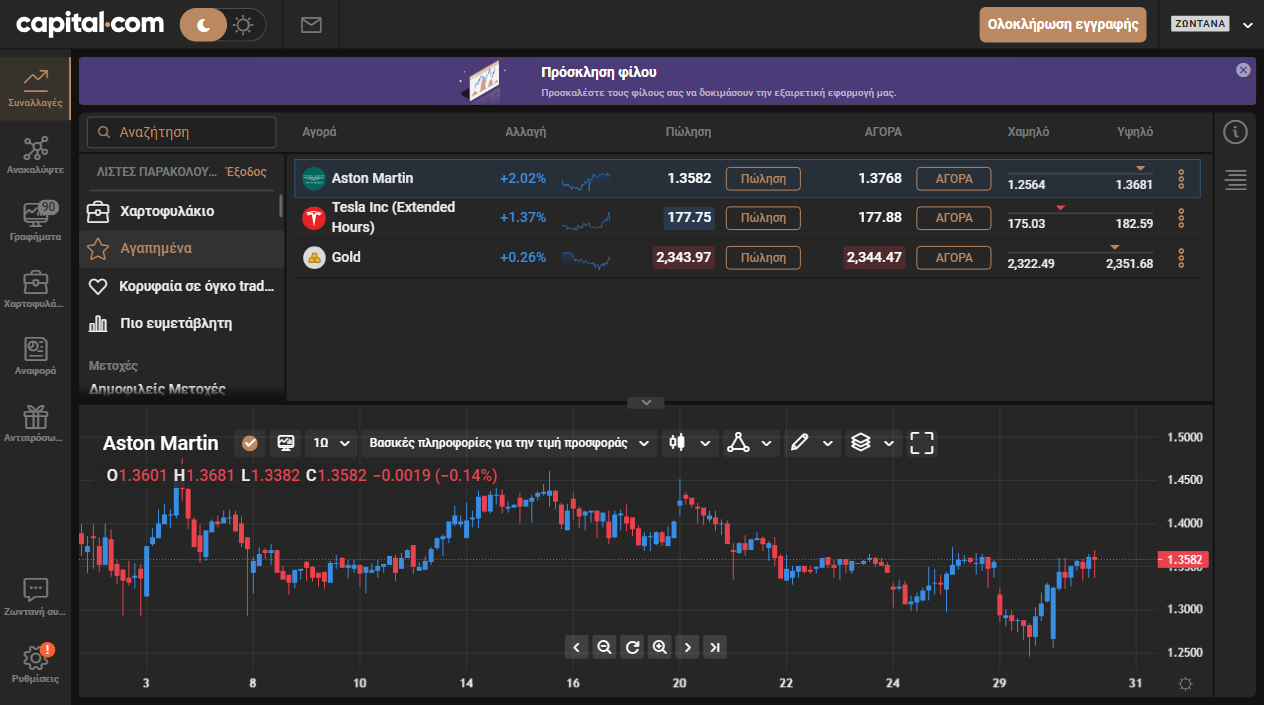 capital.com
Ολοκλήρωση εγγραφής
ΖΩΝΤΑΝΑ
Συναλλαγές
Ανακαλύψτε
90
Γραφήματα
Χαρτοφυλά...
Αναφορά
Αντιπρόσω...
Ζωντανή συ...
!
Ρυθμίσεις
Πρόσκληση φίλου
Προσκαλέστε τους φίλους σας να δοκιμάσουν την εξαιρετική εφαρμογή μας.
Αναζήτηση
ΛΙΣΤΕΣ ΠΑΡΑΚΟΛΟΥ... Έξοδος
Χαρτοφυλάκιο
Αγαπημένα
Κορυφαία σε όγκο trad...
Πιο ευμετάβλητη
Μετοχές
Δημοφιλείς Μετοχές
Αγορά Αλλαγή Πώληση ΑΓΟΡΑ Χαμηλό Υψηλό
Aston Martin +2.02% 1.3582 Πώληση 1.3768 ΑΓΟΡΑ 1.2564 1.3681
Tesla Inc (Extended
Hours) +1.37% 177.75 Πώληση 177.88 ΑΓΟΡΑ 175.03 182.59
Gold +0.26% 2,343.97 Πώληση 2,344.47 ΑΓΟΡΑ 2,322.49 2,351.68
Aston Martin 1Ω Βασικές πληροφορίες για την τιμή προσφοράς
O1.3601 H1.3681 L1.3382 C1.3582 −0.0019 (−0.14%)
1.5000
1.4500
1.4000
1.3582
1.3500
1.3000
1.2500
3 8 10 14 16 20 22 24 29 31